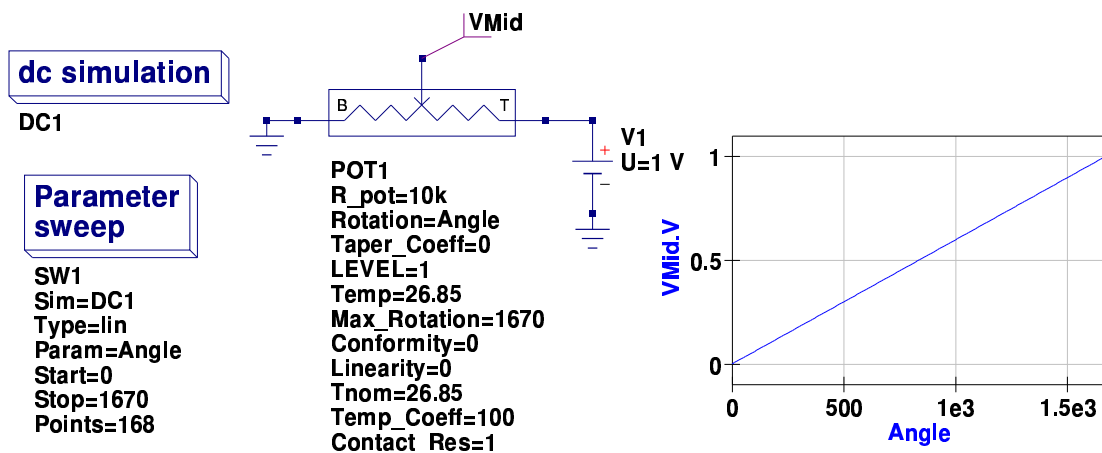 VMid
dc simulation
DC1
B
T
V1
+
U=1 V
−
Parameter
sweep
SW1
Sim=DC1
Type=lin
Param=Angle
Start=0
Stop=1670
Points=168
POT1
R_pot=10k
Rotation=Angle
Taper_Coeff=0
LEVEL=1
Temp=26.85
Max_Rotation=1670
Conformity=0
Linearity=0
Tnom=26.85
Temp_Coeff=100
Contact_Res=1
1
0.5
0
VMid.V
0 500 1e3 1.5e3
Angle